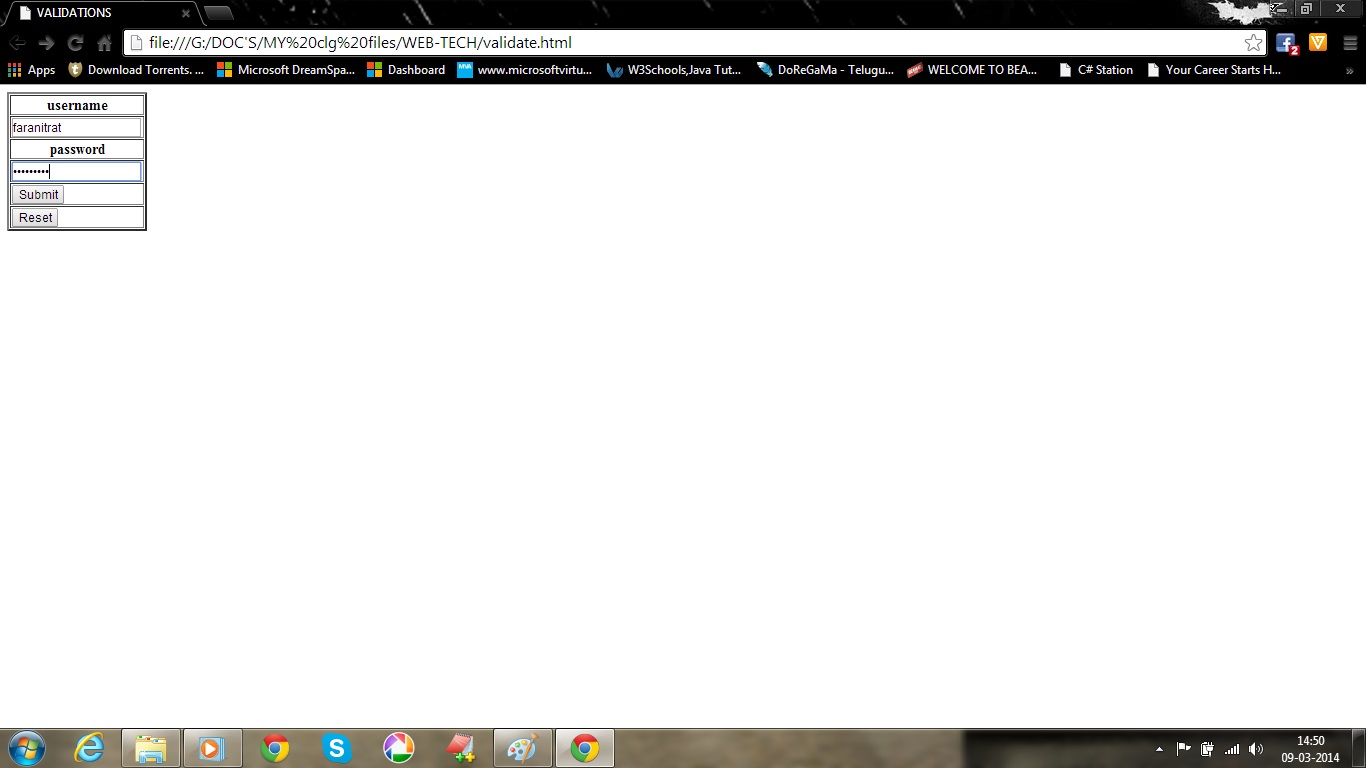 VALIDATIONS
file:///G:/DOC'S/MY%20clg%20files/WEB-TECH/validate.html
2
Apps
Download Torrents. ...
Microsoft DreamSpa...
Dashboard
MVA
www.microsoftvirtu...
W3Schools,Java Tut...
DoReGaMa - Telugu...
WELCOME TO BEA...
C# Station
Your Career Starts H...
»
username
faranitrat
password
•••••••••
Submit
Reset
14:50
09-03-2014